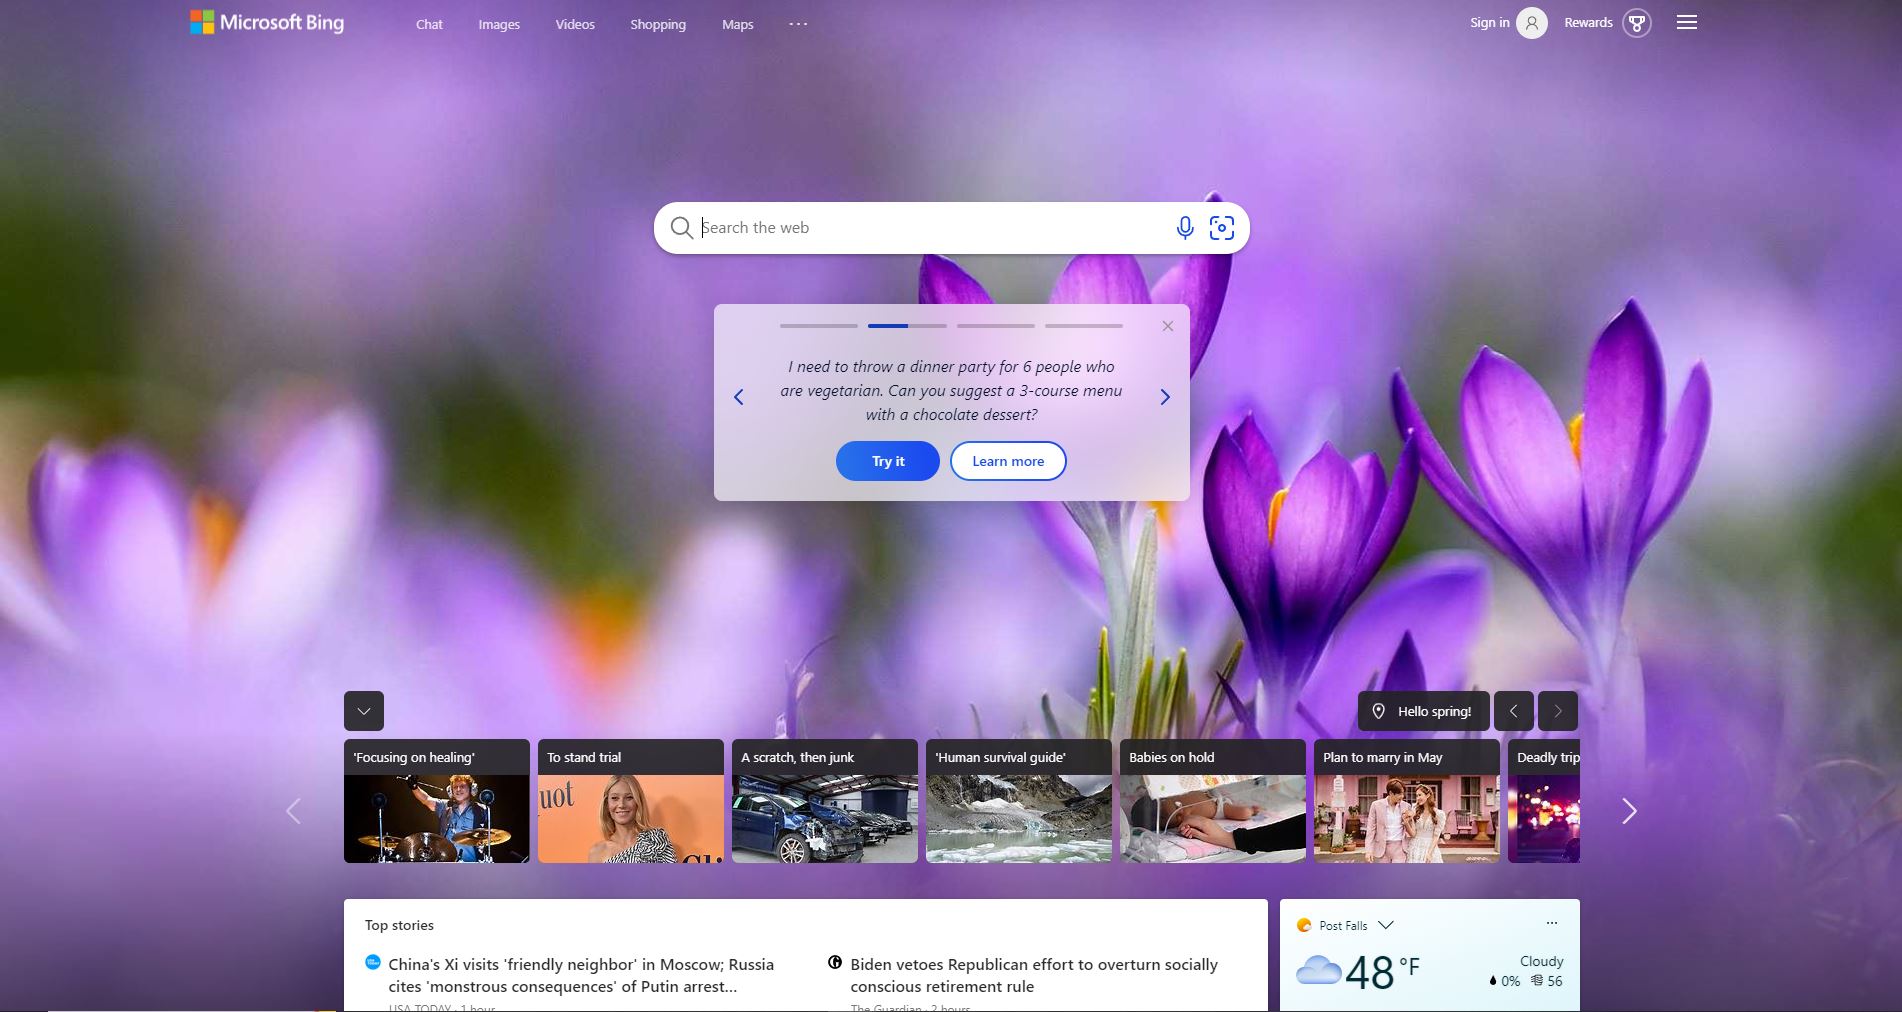 Microsoft Bing
Chat
Images
Videos
Shopping
Maps
Sign in
Rewards
Search the web
I need to throw a dinner party for 6 people who
are vegetarian. Can you suggest a 3-course menu
with a chocolate dessert?
Try it
Learn more
Hello spring!
'Focusing on healing'
To stand trial
A scratch, then junk
'Human survival guide'
Babies on hold
Plan to marry in May
Deadly trip
Top stories
China's Xi visits 'friendly neighbor' in Moscow; Russia
cites 'monstrous consequences' of Putin arrest...
USA TODAY · 1 hour
Biden vetoes Republican effort to overturn socially
conscious retirement rule
The Guardian · 2 hours
Post Falls
48 °F
Cloudy
0% 56